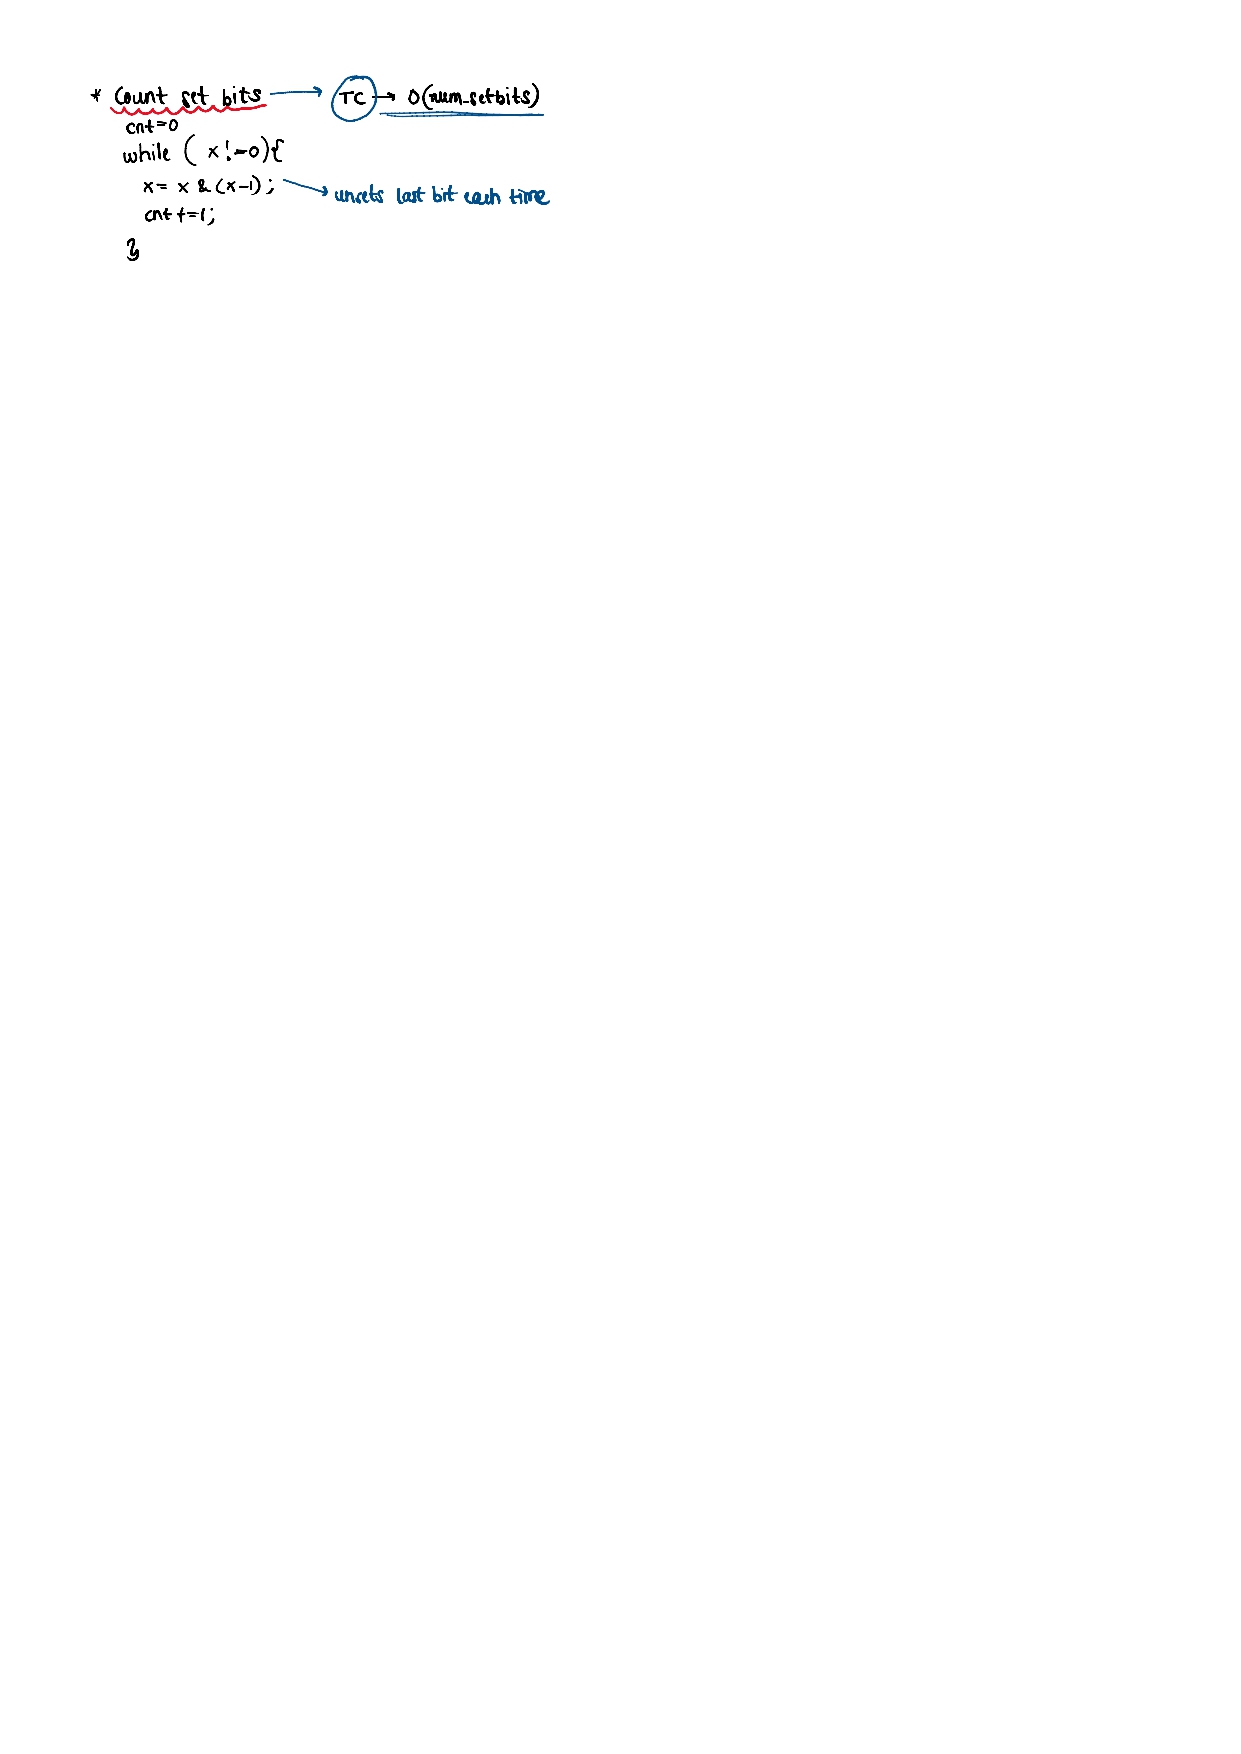 * Count set bits → TC → O(num_setbits)
cnt=0
while ( x!=0){
x= x & (x-1); → unsets last bit each time
cnt +=1;
}